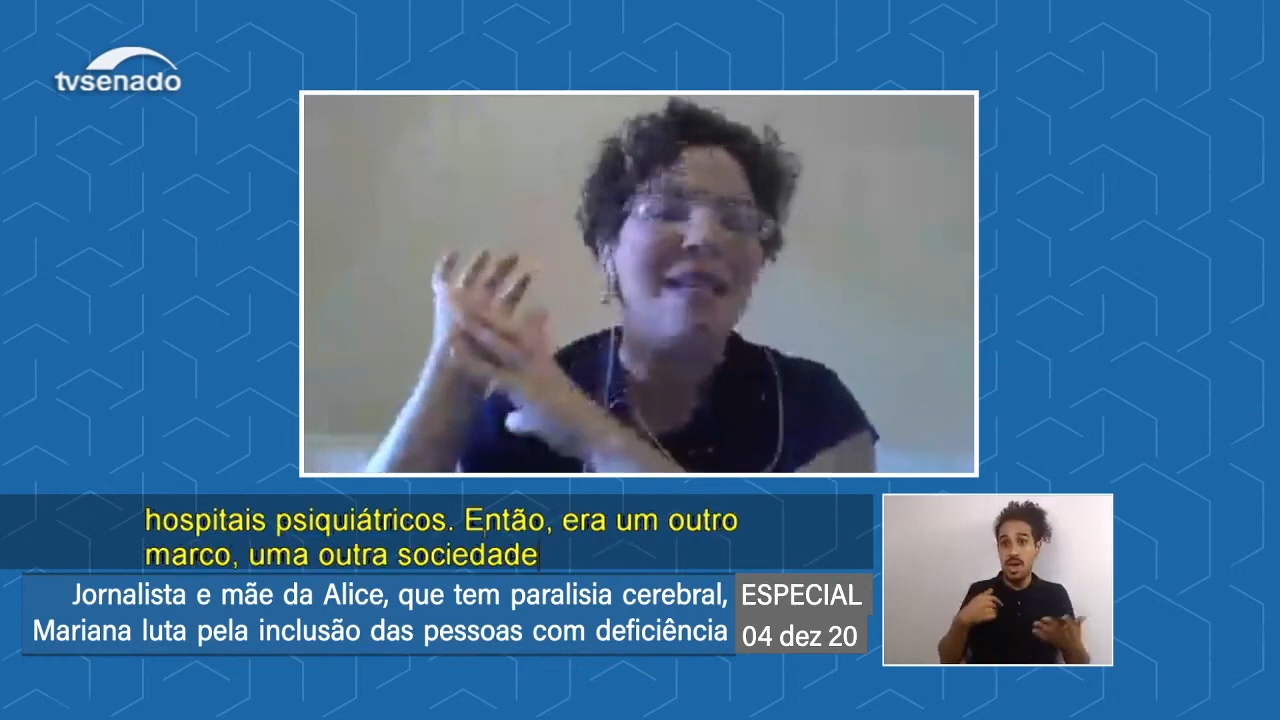 tvsenado
hospitais psiquiátricos. Então, era um outro
marco, uma outra sociedade
Jornalista e mãe da Alice, que tem paralisia cerebral,
Mariana luta pela inclusão das pessoas com deficiência
ESPECIAL
04 dez 20